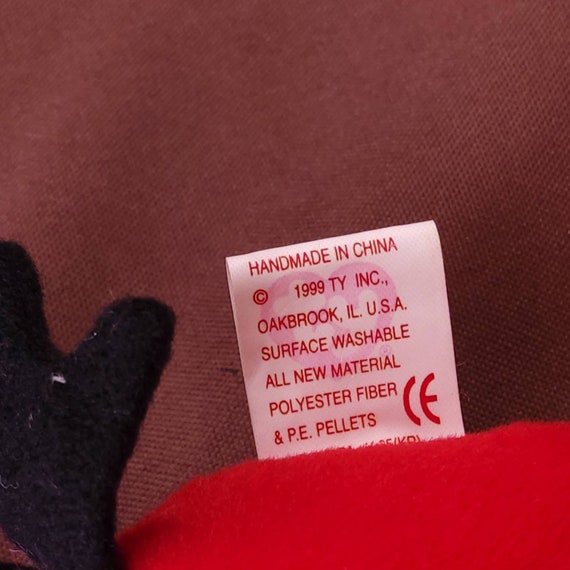 HANDMADE IN CHINA
© 1999 TY INC.,
OAKBROOK, IL. U.S.A.
SURFACE WASHABLE
ALL NEW MATERIAL
POLYESTER FIBER
& P.E. PELLETS CE